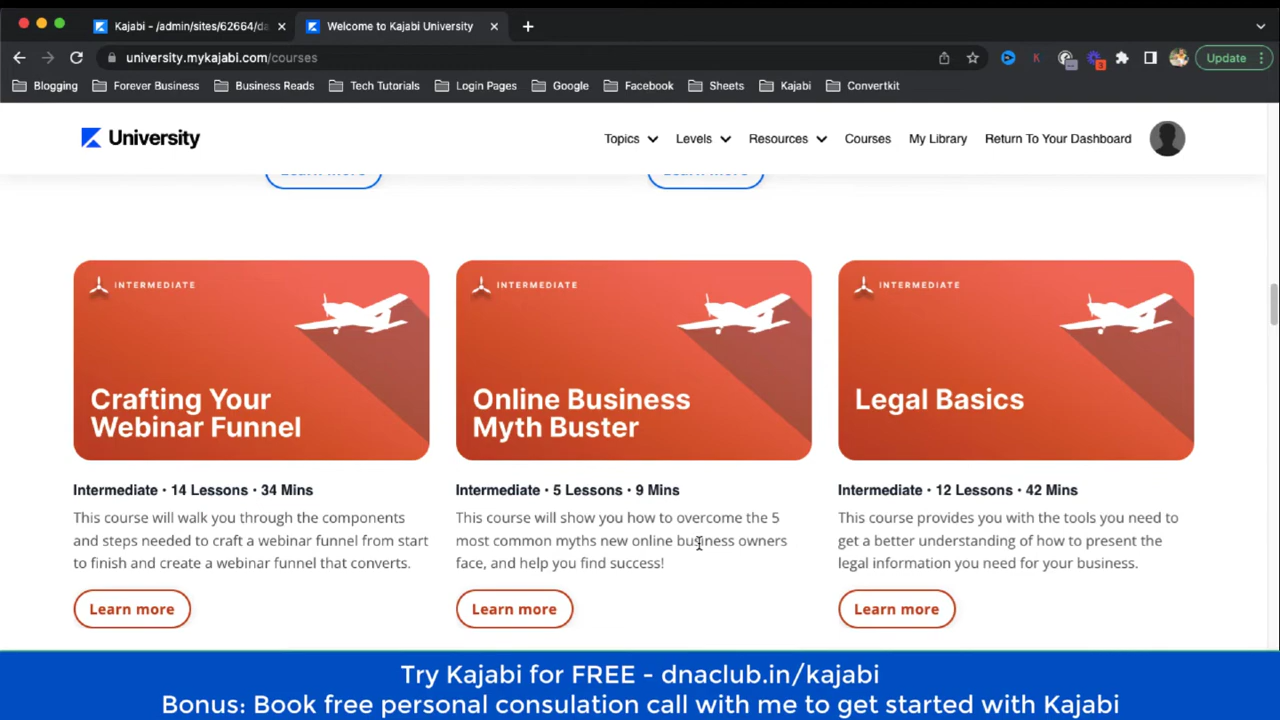 Kajabi - /admin/sites/62664/da
Welcome to Kajabi University
university.mykajabi.com/courses
K
3
Update
Blogging
Forever Business
Business Reads
Tech Tutorials
Login Pages
Google
Facebook
Sheets
Kajabi
Convertkit
University
Topics
Levels
Resources
Courses
My Library
Return To Your Dashboard
Learn more
Learn more
INTERMEDIATE
Crafting Your
Webinar Funnel
Intermediate · 14 Lessons · 34 Mins
This course will walk you through the components
and steps needed to craft a webinar funnel from start
to finish and create a webinar funnel that converts.
Learn more
INTERMEDIATE
Online Business
Myth Buster
Intermediate · 5 Lessons · 9 Mins
This course will show you how to overcome the 5
most common myths new online business owners
face, and help you find success!
Learn more
INTERMEDIATE
Legal Basics
Intermediate · 12 Lessons · 42 Mins
This course provides you with the tools you need to
get a better understanding of how to present the
legal information you need for your business.
Learn more
Try Kajabi for FREE - dnaclub.in/kajabi
Bonus: Book free personal consulation call with me to get started with Kajabi